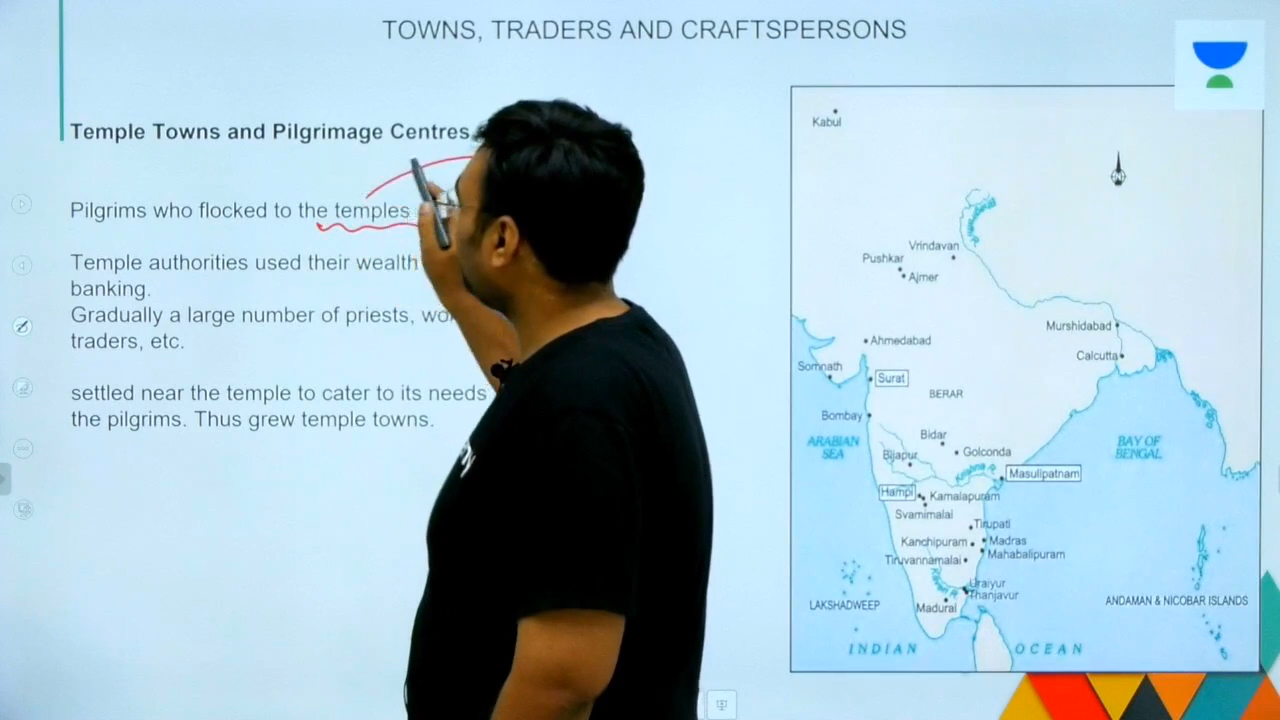 TOWNS, TRADERS AND CRAFTSPERSONS
Temple Towns and Pilgrimage Centres
Pilgrims who flocked to the temples
Temple authorities used their wealth
banking.
Gradually a large number of priests,
traders, etc.
settled near the temple to cater to its needs
the pilgrims. Thus grew temple towns.
Kabul
N
Vrindavan
Pushkar
Ajmer
Murshidabad
Ahmedabad
Calcutta
Somnath
Surat
BERAR
Bombay
Bidar
ARABIAN
SEA
BAY OF
BENGAL
Golconda
Bijapur
Krishna R.
Masulipatnam
Hampi
Kamalapuram
Svamimalai
Tirupati
Kanchipuram
Madras
Mahabalipuram
Tiruvannamalai
Uraiyur
Thanjavur
LAKSHADWEEP
Madurai
ANDAMAN & NICOBAR ISLANDS
INDIAN OCEAN